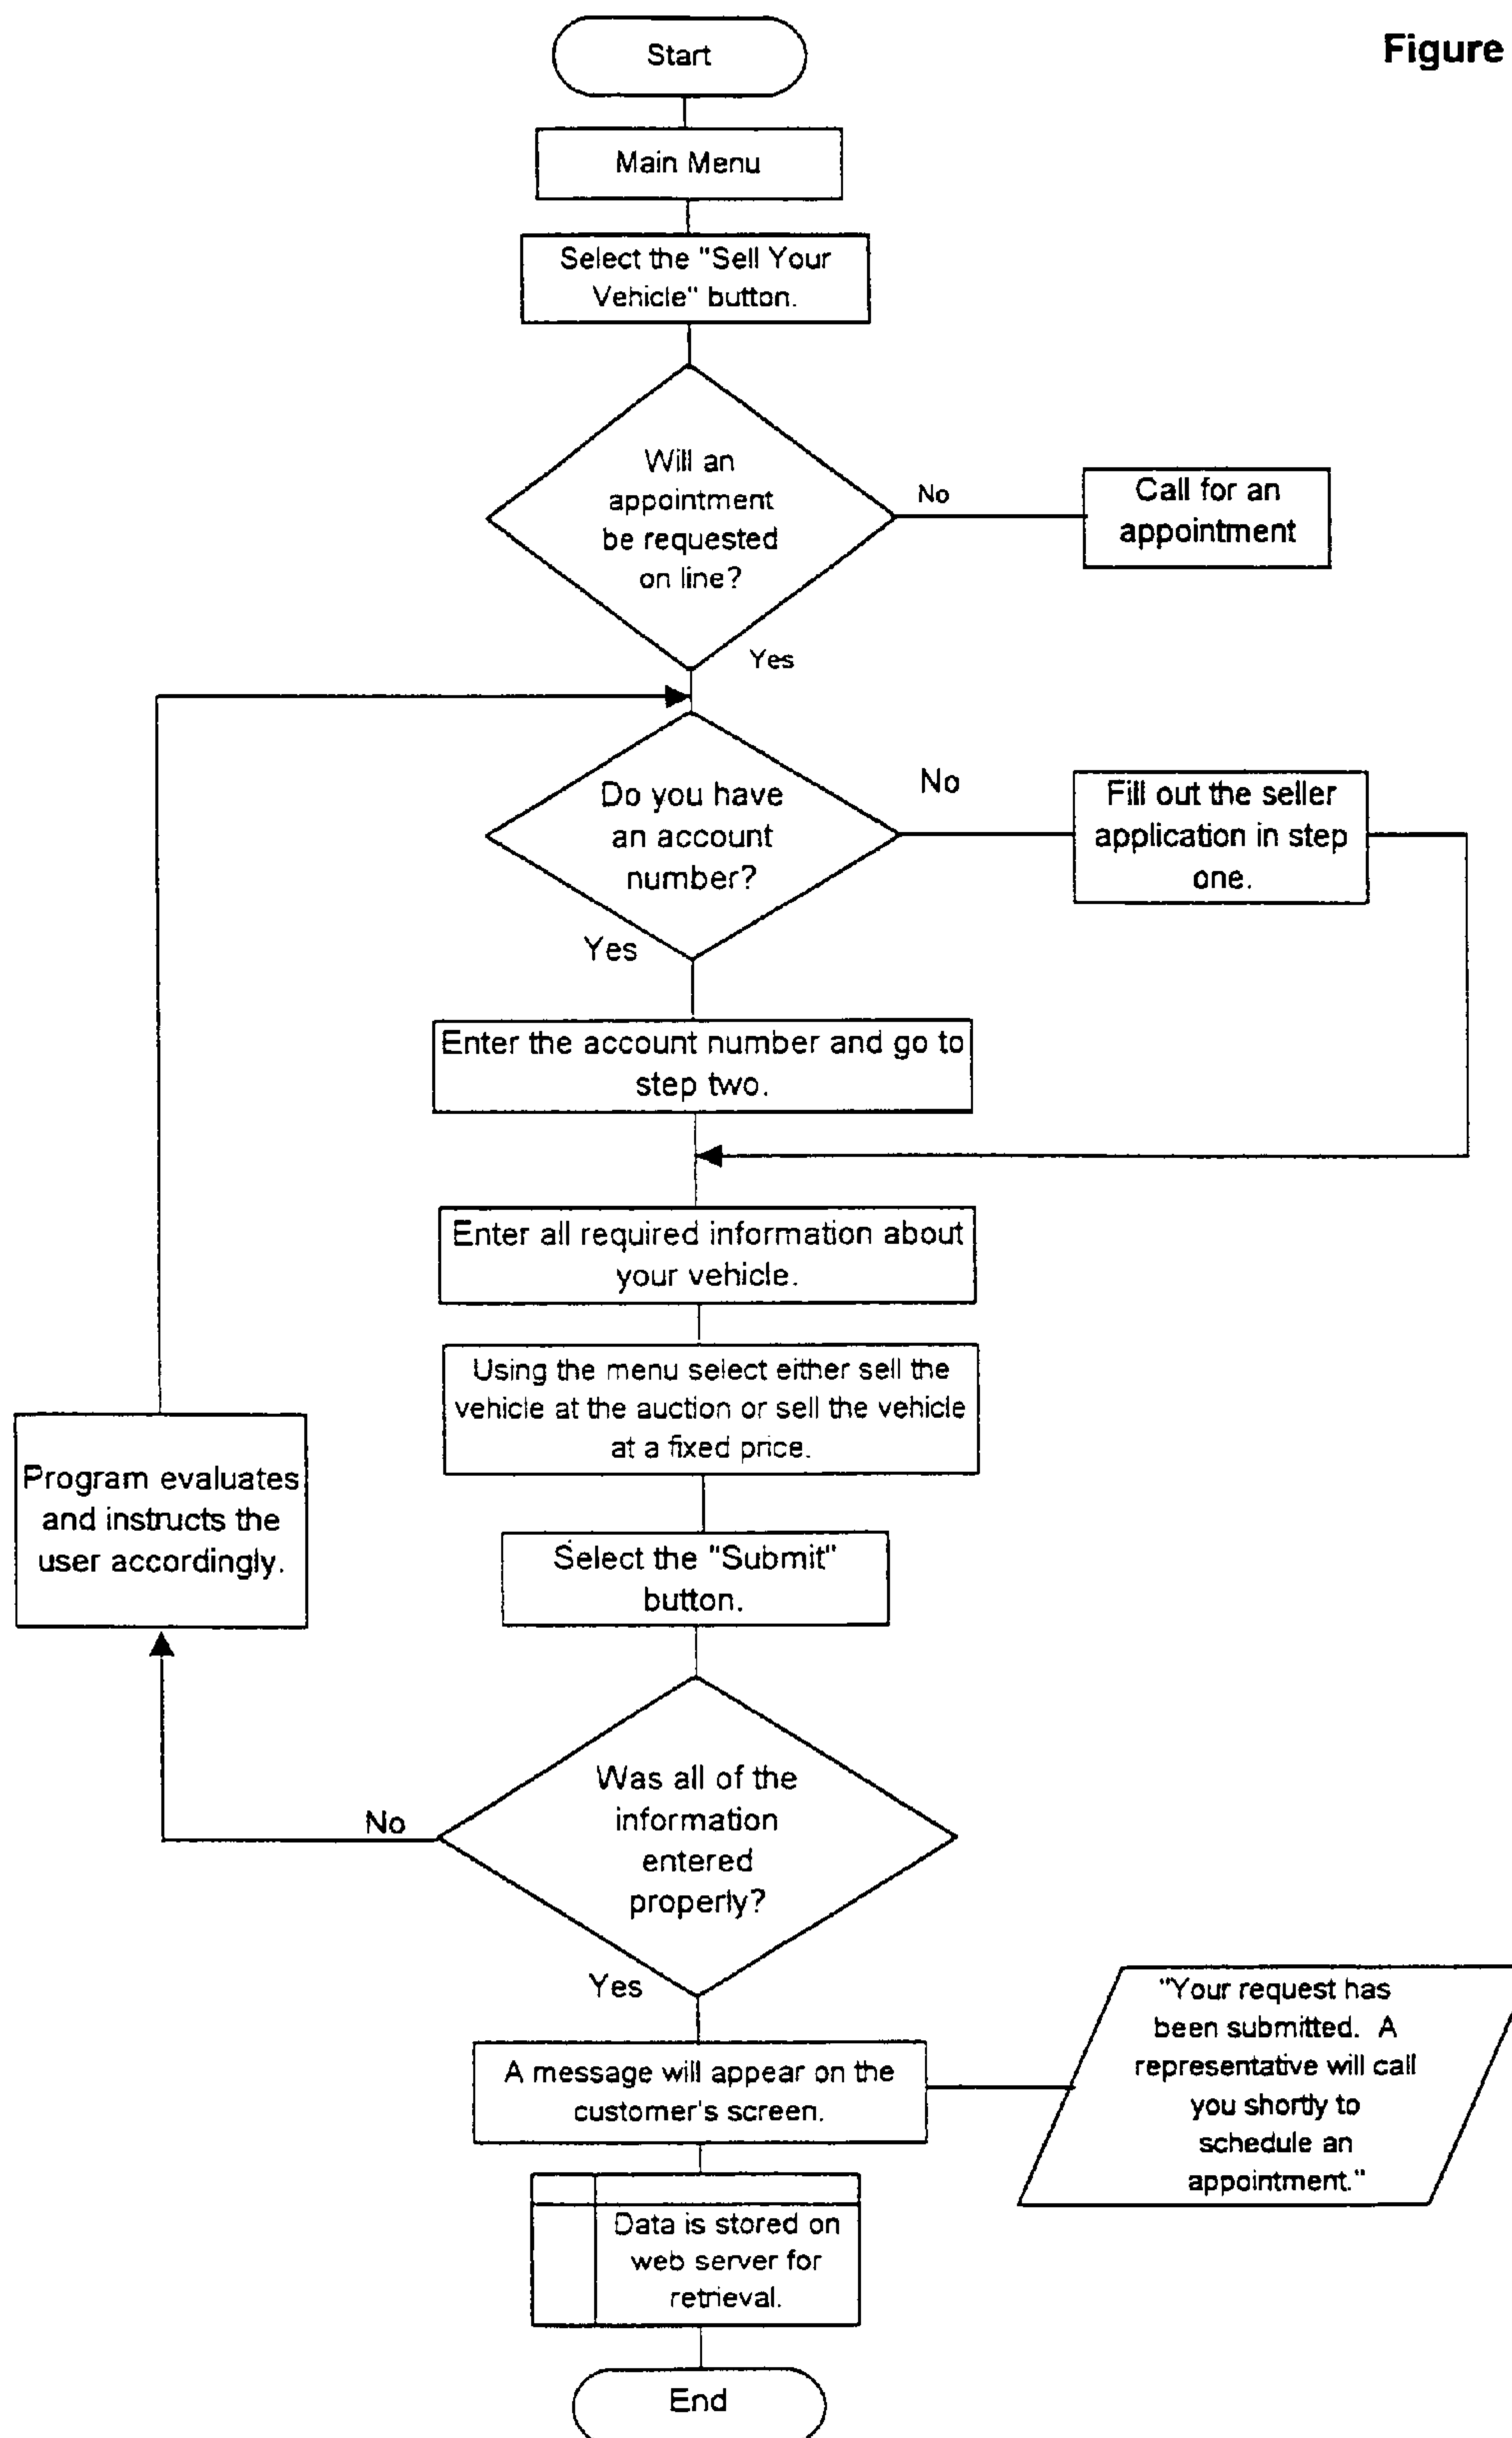 Figure
Start
Main Menu
Select the "Sell Your
Vehicle" button.
Will an
appointment
be requested
on line?
No
Call for an
appointment
Yes
Do you have
an account
number?
No
Fill out the seller
application in step
one.
Yes
Enter the account number and go to
step two.
Enter all required information about
your vehicle.
Using the menu select either sell the
vehicle at the auction or sell the vehicle
at a fixed price.
Program evaluates
and instructs the
user accordingly.
Select the "Submit"
button.
Was all of the
information
entered
properly?
No
Yes
A message will appear on the
customer's screen.
"Your request has
been submitted. A
representative will call
you shortly to
schedule an
appointment."
Data is stored on
web server for
retrieval.
End